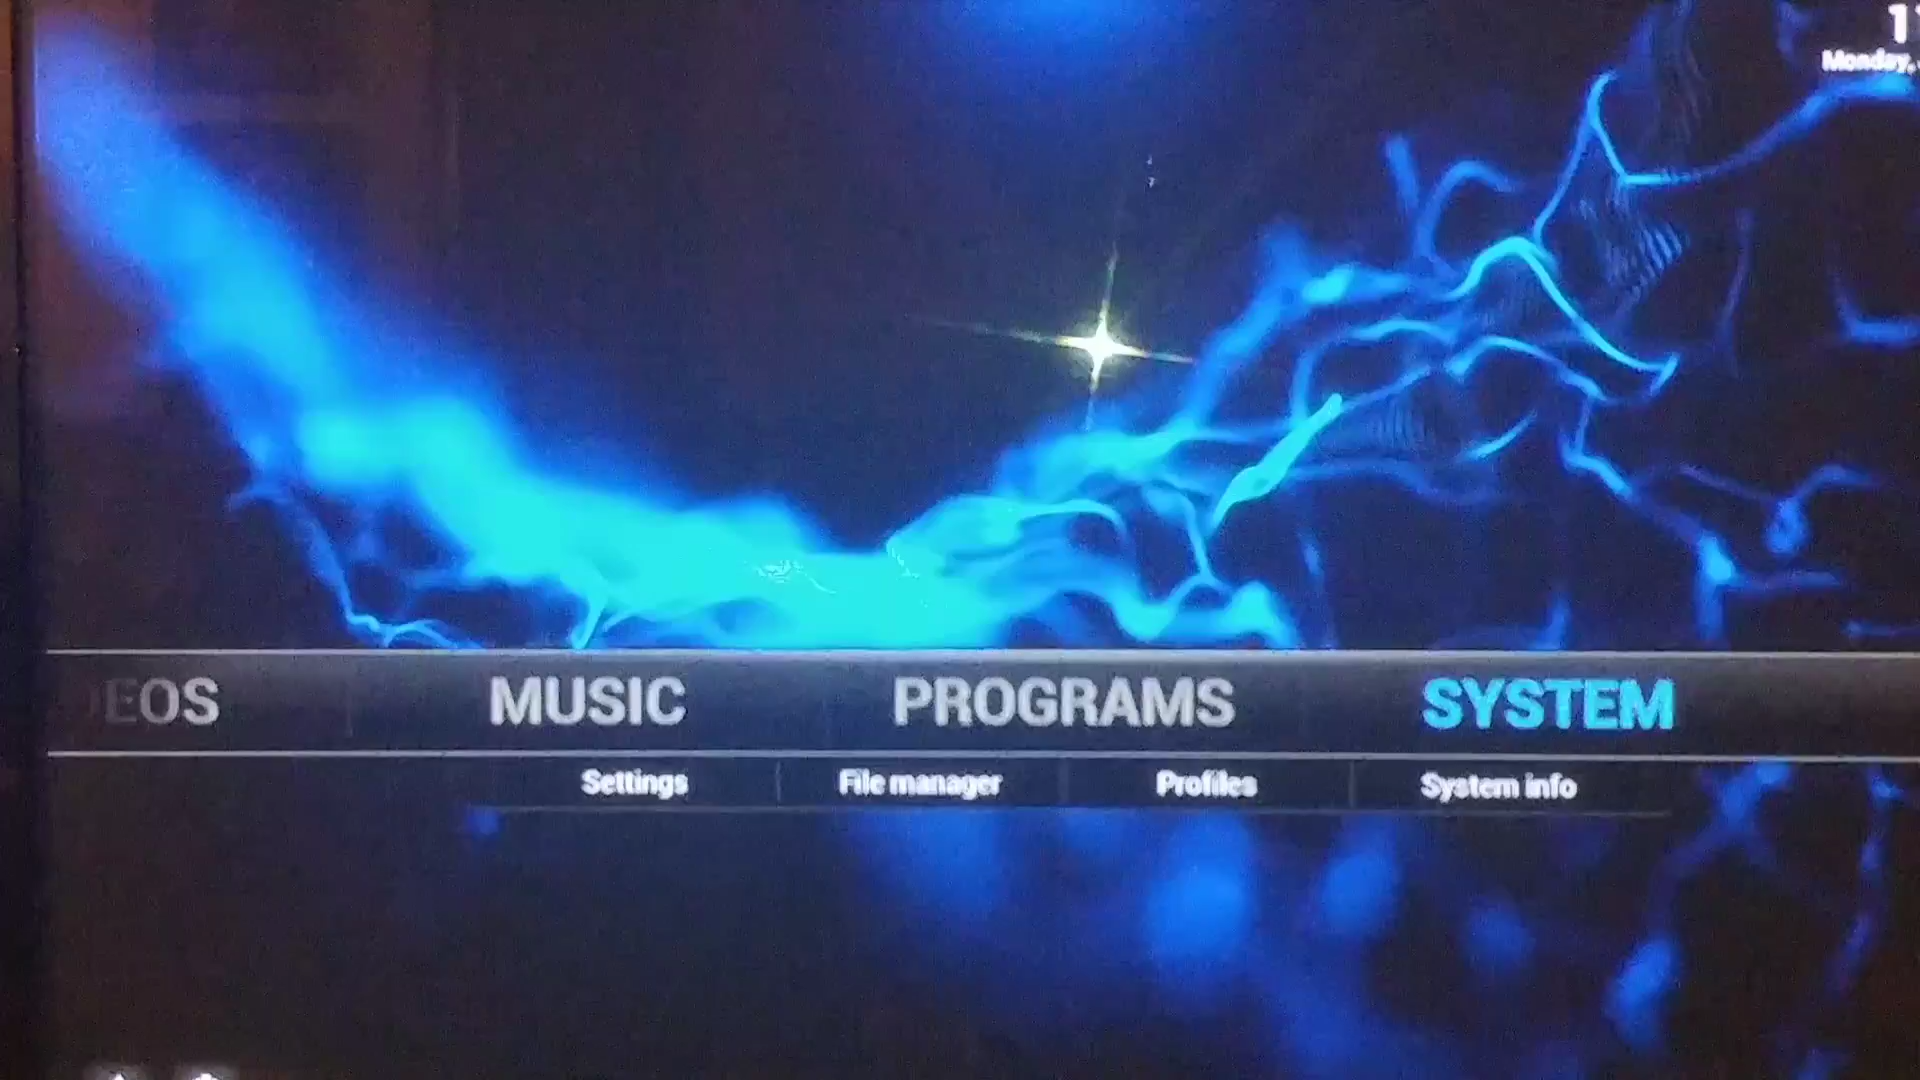 Monday,
EOS MUSIC PROGRAMS SYSTEM
Settings File manager Profiles System info